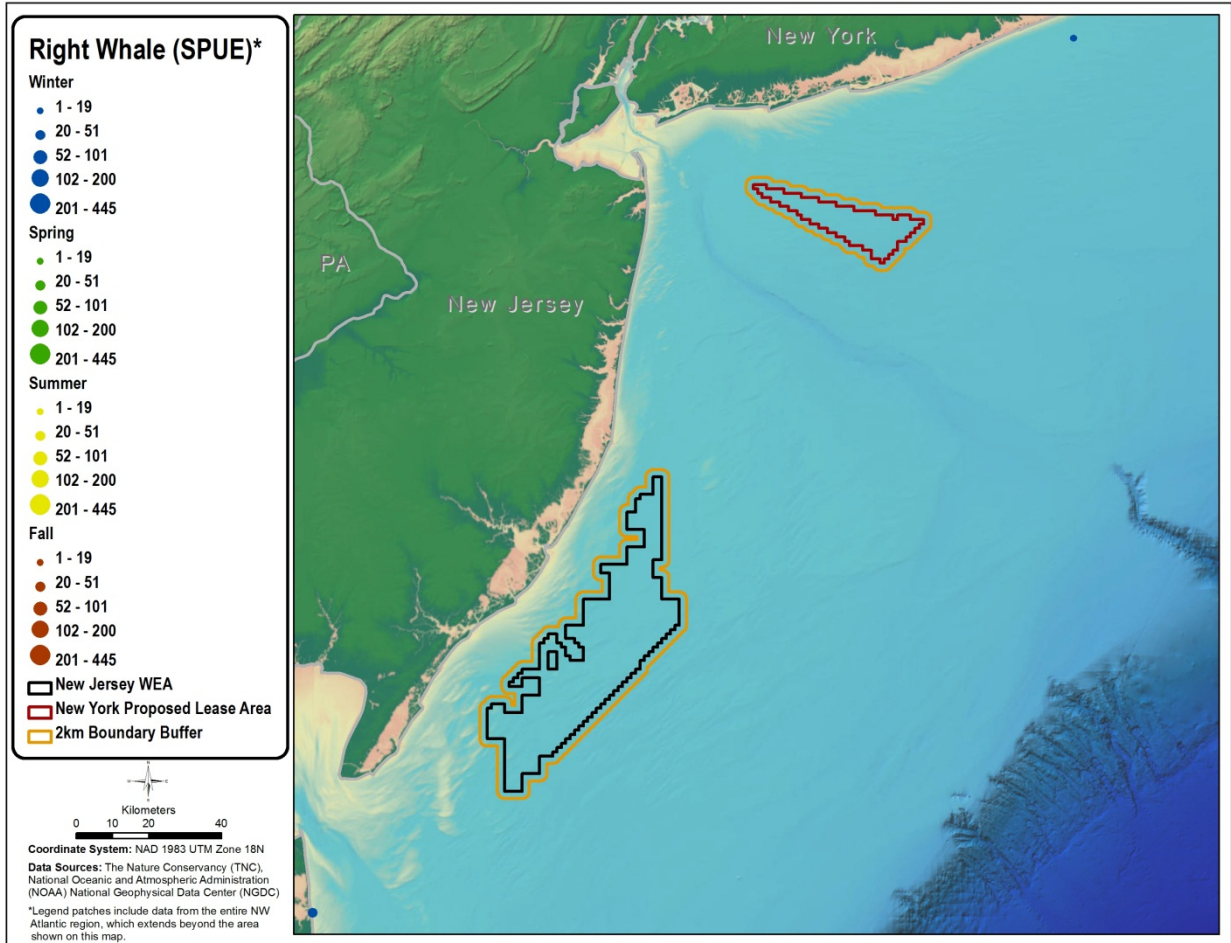 Right Whale (SPUE)*
Winter
1 - 19
20 - 51
52 - 101
102 - 200
201 - 445
Spring
1 - 19
20 - 51
52 - 101
102 - 200
201 - 445
Summer
1 - 19
20 - 51
52 - 101
102 - 200
201 - 445
Fall
1 - 19
20 - 51
52 - 101
102 - 200
201 - 445
New Jersey WEA
New York Proposed Lease Area
2km Boundary Buffer
N
W E
S
Kilometers
0 10 20 40
Coordinate System: NAD 1983 UTM Zone 18N
Data Sources: The Nature Conservancy (TNC),
National Oceanic and Atmospheric Administration
(NOAA) National Geophysical Data Center (NGDC)
*Legend patches include data from the entire NW
Atlantic region, which extends beyond the area
shown on this map.
New York
PA
New Jersey